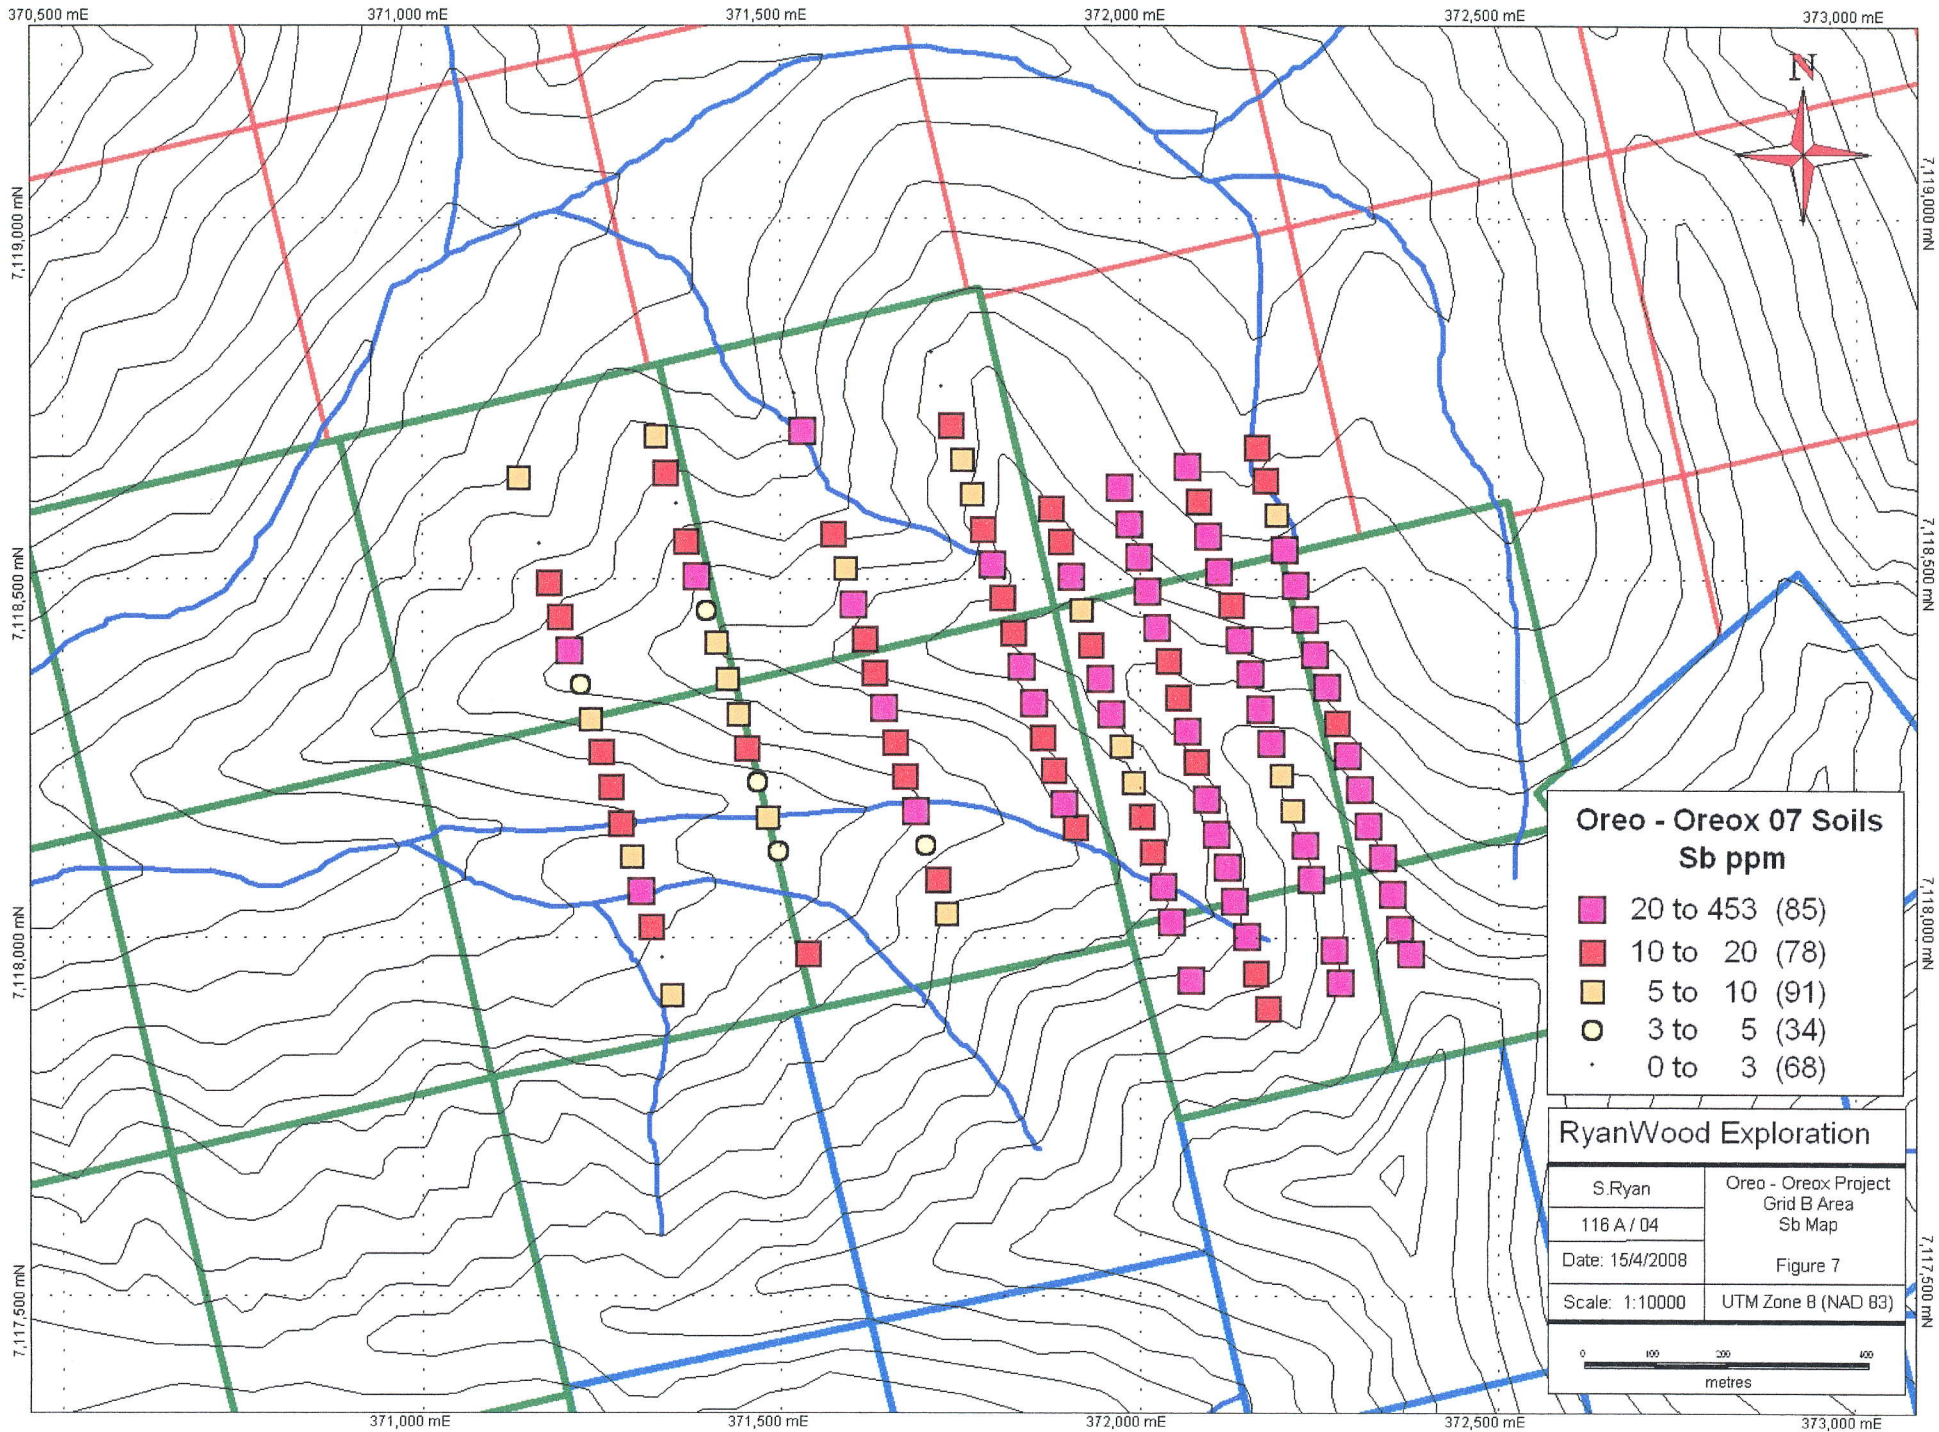 370,500 mE
371,000 mE
371,500 mE
372,000 mE
372,500 mE
373,000 mE
N
7,119,000 mN
7,119,000 mN
7,118,500 mN
7,118,500 mN
7,118,000 mN
7,118,000 mN
7,117,500 mN
7,117,500 mN
Oreo - Oreox 07 Soils
Sb ppm
20 to 453 (85)
10 to 20 (78)
5 to 10 (91)
3 to 5 (34)
0 to 3 (68)
RyanWood Exploration
S.Ryan
116 A / 04
Date: 15/4/2008
Scale: 1:10000
Oreo - Oreox Project
Grid B Area
Sb Map
Figure 7
UTM Zone 8 (NAD 83)
0 100 200 400
metres
371,000 mE
371,500 mE
372,000 mE
372,500 mE
373,000 mE